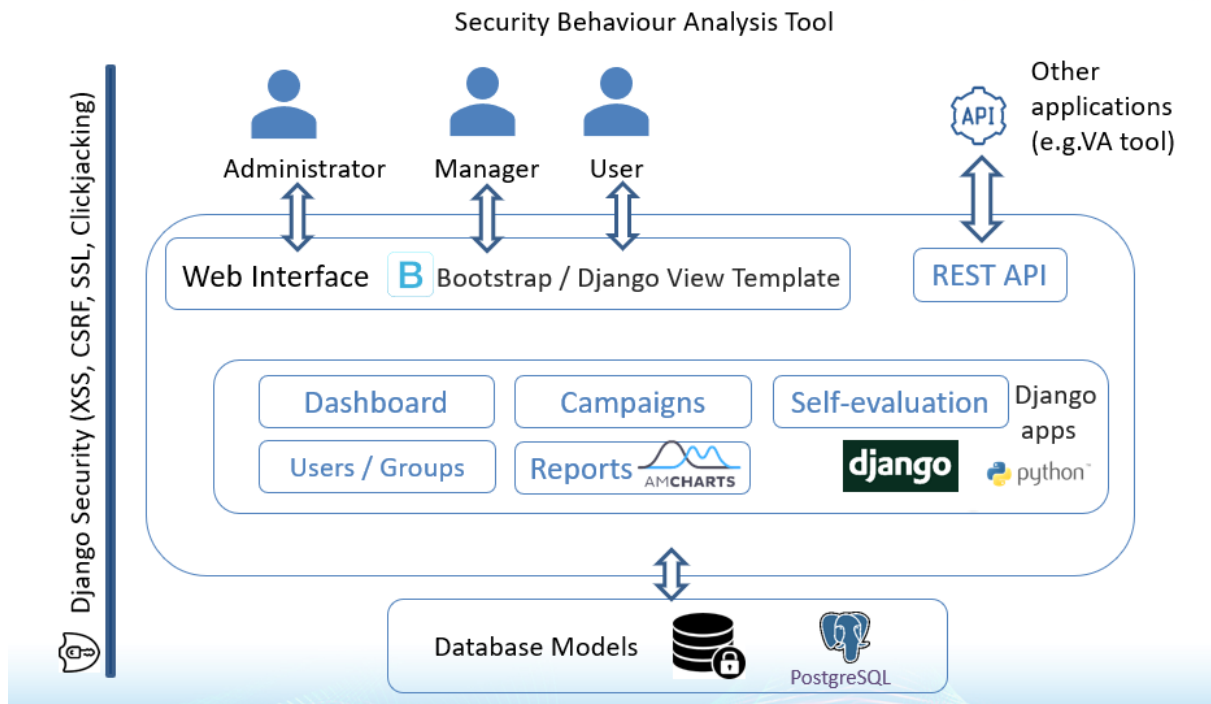 Security Behaviour Analysis Tool
Django Security (XSS, CSRF, SSL, Clickjacking)
Administrator
Manager
User
API
Other
applications
(e.g.VA tool)
Web Interface
B Bootstrap / Django View Template
REST API
Dashboard
Campaigns
Self-evaluation
Django
apps
Users / Groups
Reports
AMCHARTS
django
python™
Database Models
PostgreSQL